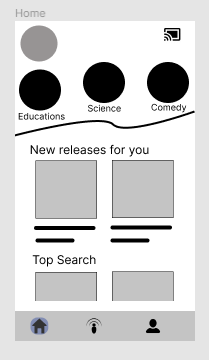 Home
Science
Comedy
Educations
New releases for you
Top Search